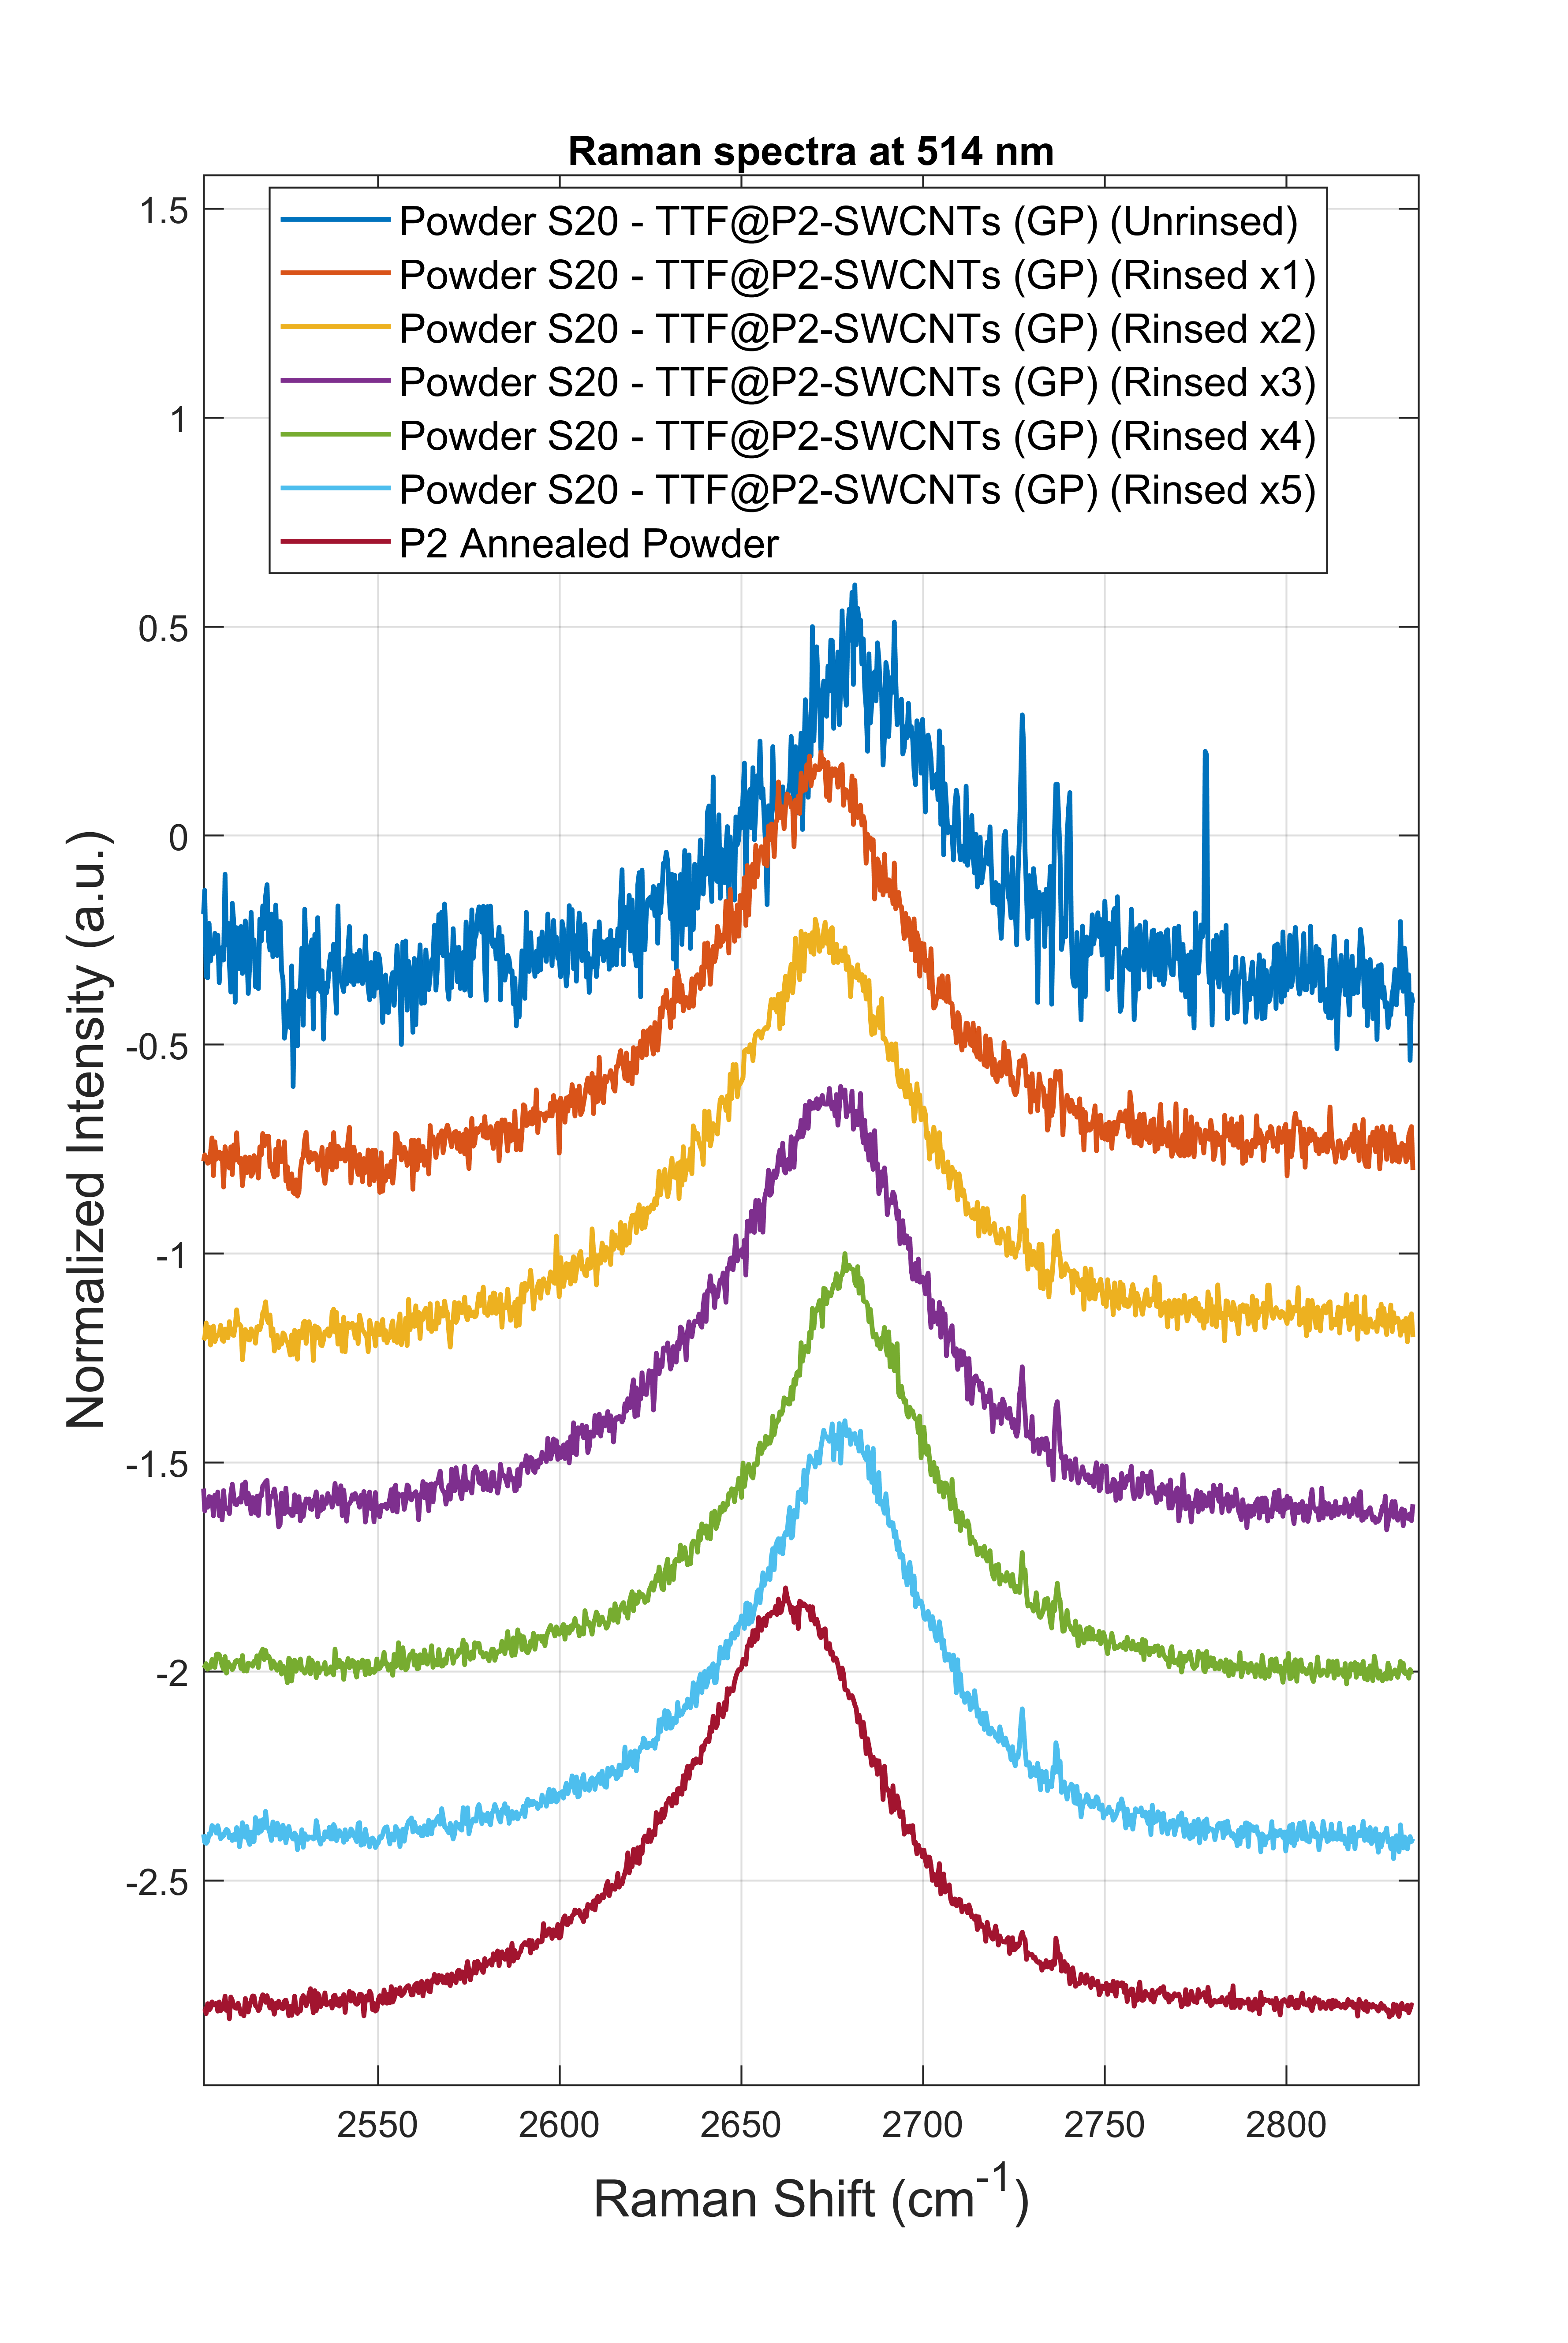 Raman spectra at 514 nm
Powder S20 - TTF@P2-SWCNTs (GP) (Unrinsed)
Powder S20 - TTF@P2-SWCNTs (GP) (Rinsed x1)
Powder S20 - TTF@P2-SWCNTs (GP) (Rinsed x2)
Powder S20 - TTF@P2-SWCNTs (GP) (Rinsed x3)
Powder S20 - TTF@P2-SWCNTs (GP) (Rinsed x4)
Powder S20 - TTF@P2-SWCNTs (GP) (Rinsed x5)
P2 Annealed Powder
1.5
1
0.5
0
-0.5
-1
-1.5
-2
-2.5
Normalized Intensity (a.u.)
2550 2600 2650 2700 2750 2800
Raman Shift (cm⁻¹)